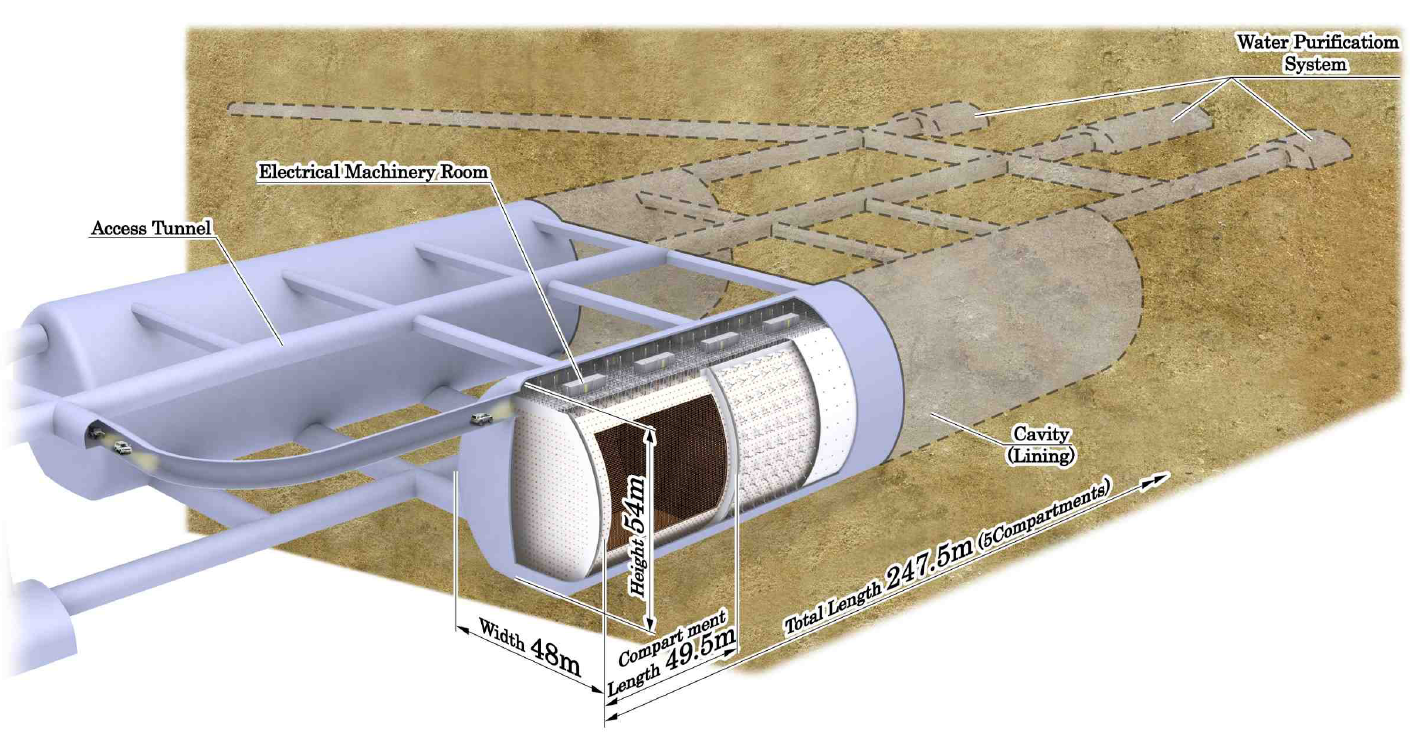 Water Purificatiom
System
Electrical Machinery Room
Access Tunnel
Cavity
(Lining)
Height 54m
Width 48m
Compart ment
Length 49.5m
Total Length 247.5m (5Compartments)